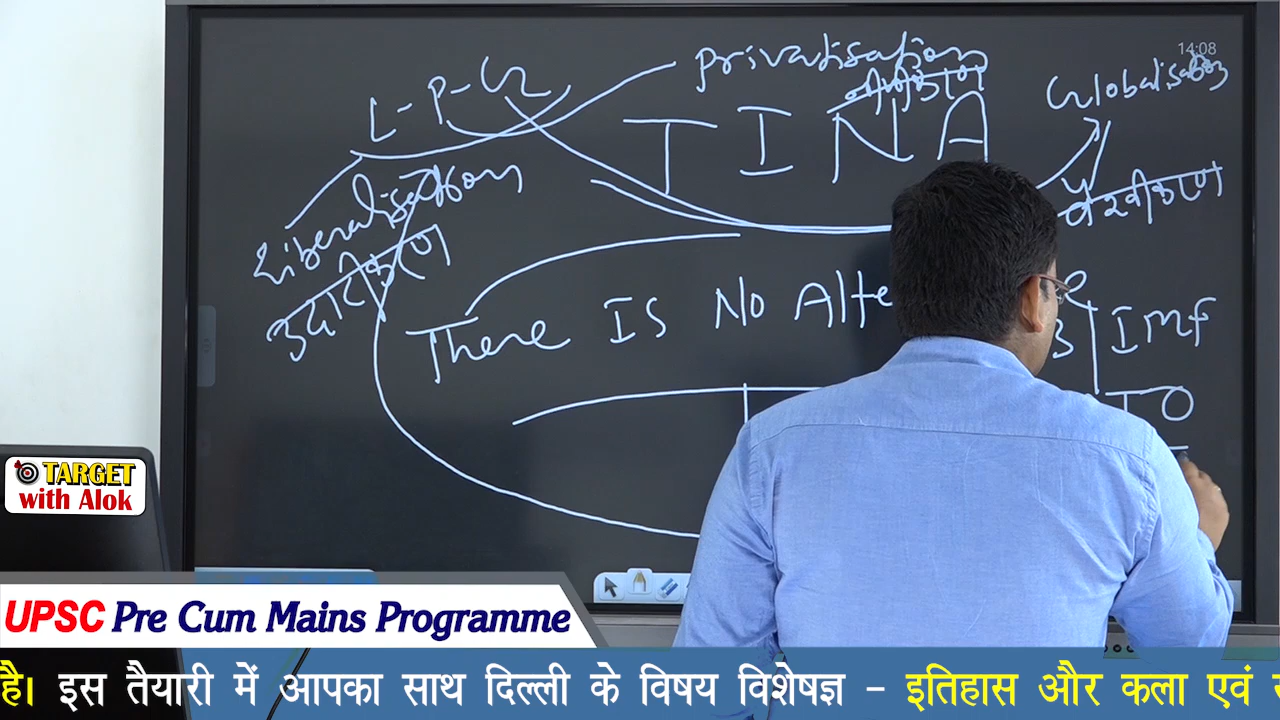 14:08
L-P-G
Privatisation
निजीकरण
Globalisation
TINA
Liberalisation
उदारीकरण
There Is No Alte
IMF
TARGET
with Alok
UPSC Pre Cum Mains Programme
है। इस तैयारी में आपका साथ दिल्ली के विषय विशेषज्ञ - इतिहास और कला एवं